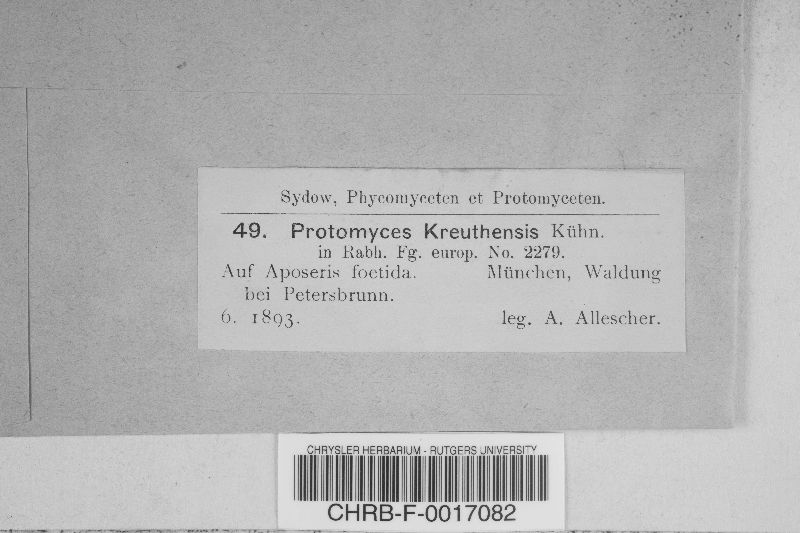 Sydow, Phycomyceten et Protomyceten.
49. Protomyces Kreuthensis Kühn.
in Rabh. Fg. europ. No. 2279.
Auf Aposeris foetida. München, Waldung
bei Petersbrunn.
6. 1893. leg. A. Allescher.
CHRYSLER HERBARIUM - RUTGERS UNIVERSITY
CHRB-F-0017082